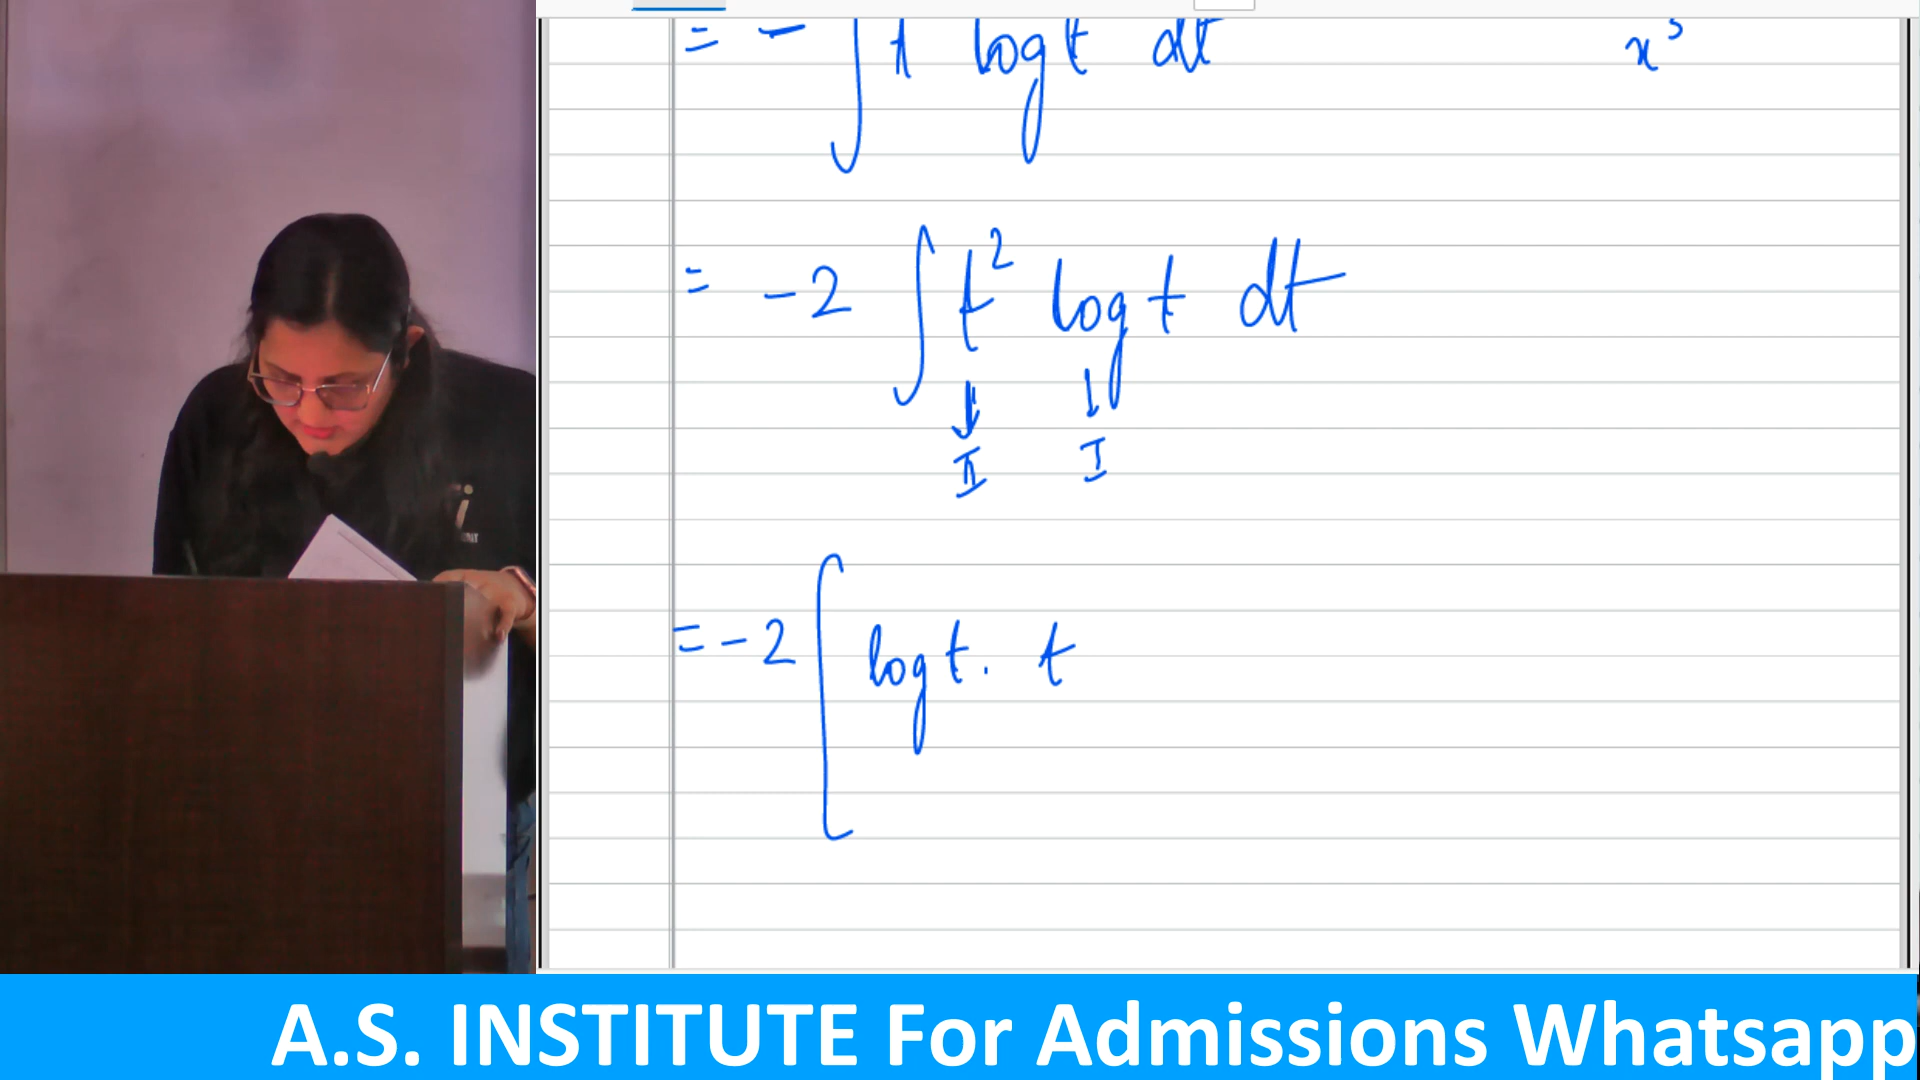 = - ∫ t log t dt
x³
= -2 ∫ t² log t dt
↓ ↓
II I
= -2 [ log t . t
A.S. INSTITUTE For Admissions Whatsapp